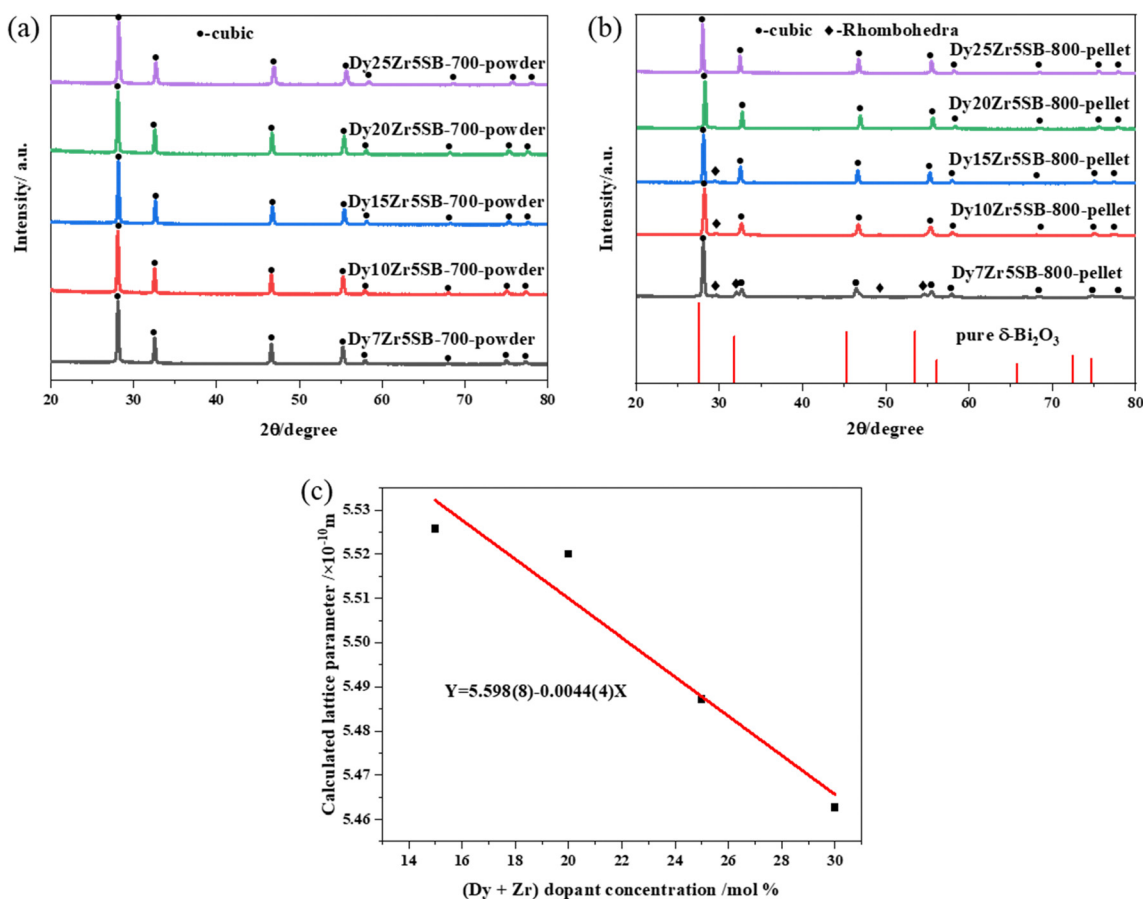 (a)
●-cubic
Dy25Zr5SB-700-powder
Dy20Zr5SB-700-powder
Dy15Zr5SB-700-powder
Dy10Zr5SB-700-powder
Dy7Zr5SB-700-powder
Intensity/ a.u.
20 30 40 50 60 70 80
2θ/degree
(b)
●-cubic ◆-Rhombohedra
Dy25Zr5SB-800-pellet
Dy20Zr5SB-800-pellet
Dy15Zr5SB-800-pellet
Dy10Zr5SB-800-pellet
Dy7Zr5SB-800-pellet
pure δ-Bi₂O₃
Intensity/a.u.
20 30 40 50 60 70 80
2θ/degree
(c)
Calculated lattice parameter /×10⁻¹⁰m
5.53
5.52
5.51
5.50
5.49
5.48
5.47
5.46
Y=5.598(8)-0.0044(4)X
14 16 18 20 22 24 26 28 30
(Dy + Zr) dopant concentration /mol %